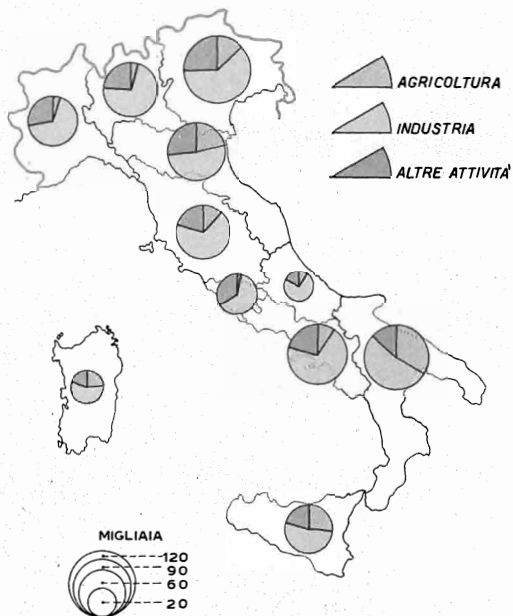 AGRICOLTURA
INDUSTRIA
ALTRE ATTIVITA'
MIGLIAIA
120
90
60
20